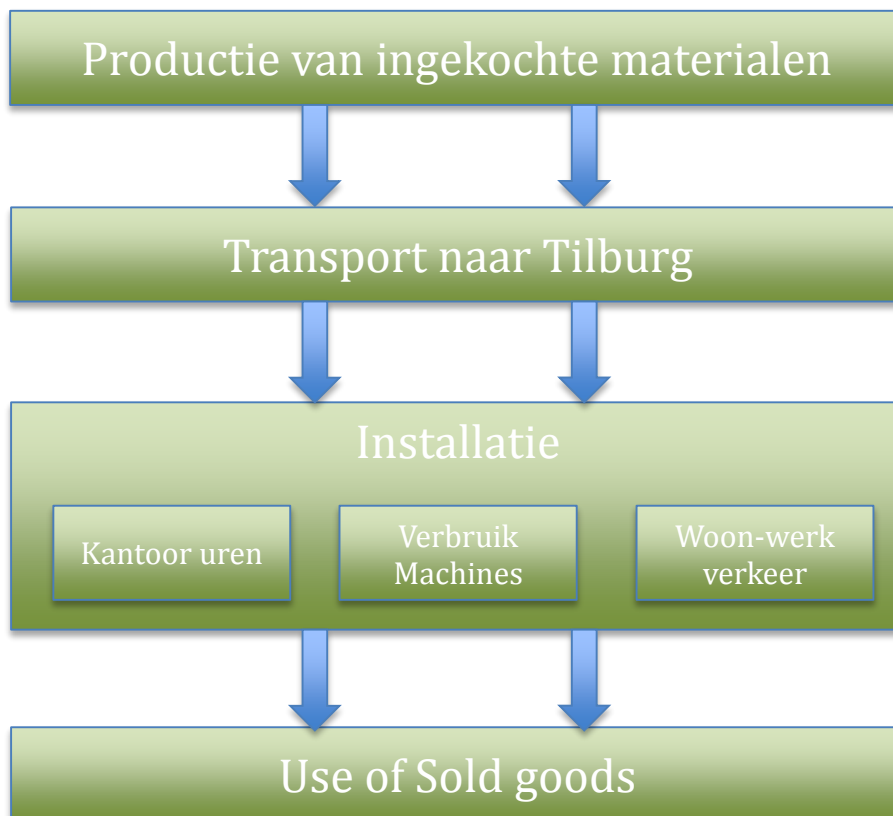 Productie van ingekochte materialen
Transport naar Tilburg
Installatie
Kantoor uren
Verbruik
Machines
Woon-werk
verkeer
Use of Sold goods